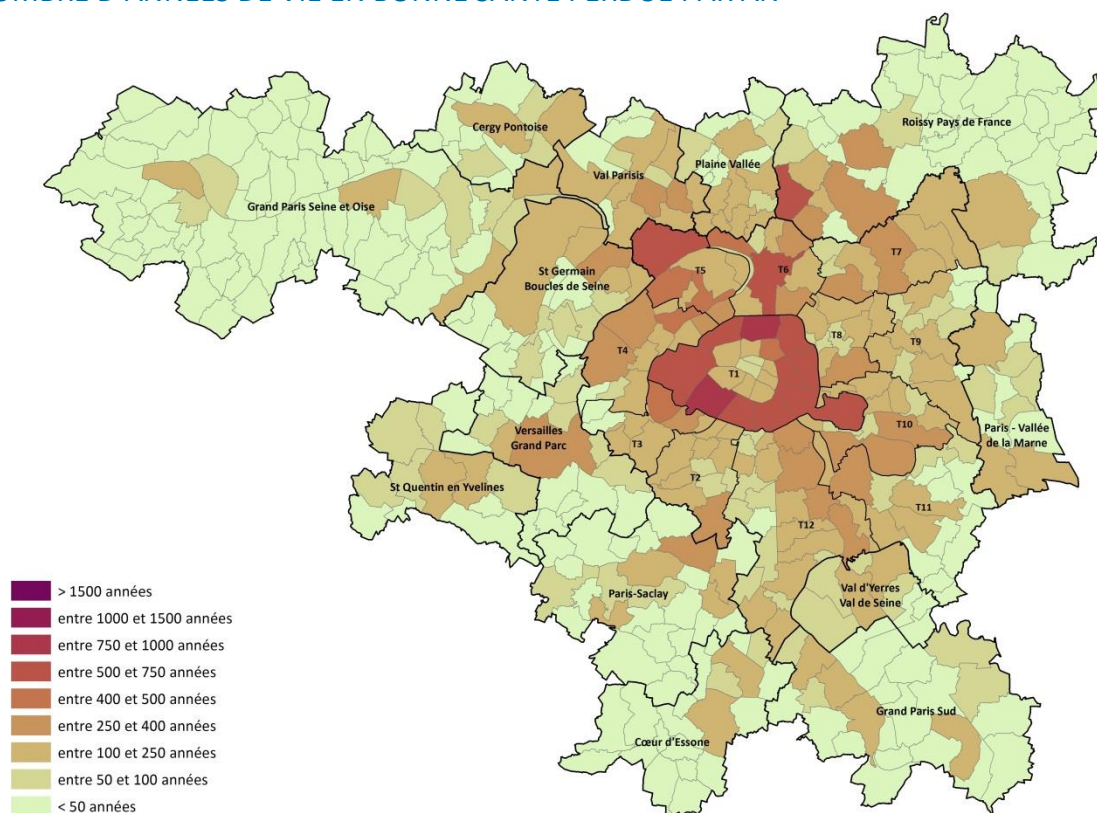 Cergy Pontoise
Roissy Pays de France
Plaine Vallée
Val Parisis
Grand Paris Seine et Oise
T7
T5
T6
St Germain
Boucles de Seine
T8
T9
T4
T1
T10
Paris - Vallée
de la Marne
Versailles
Grand Parc
T3
T2
St Quentin en Yvelines
T11
T12
Val d'Yerres
Val de Seine
Paris-Saclay
Grand Paris Sud
Cœur d'Essone
> 1500 années
entre 1000 et 1500 années
entre 750 et 1000 années
entre 500 et 750 années
entre 400 et 500 années
entre 250 et 400 années
entre 100 et 250 années
entre 50 et 100 années
< 50 années